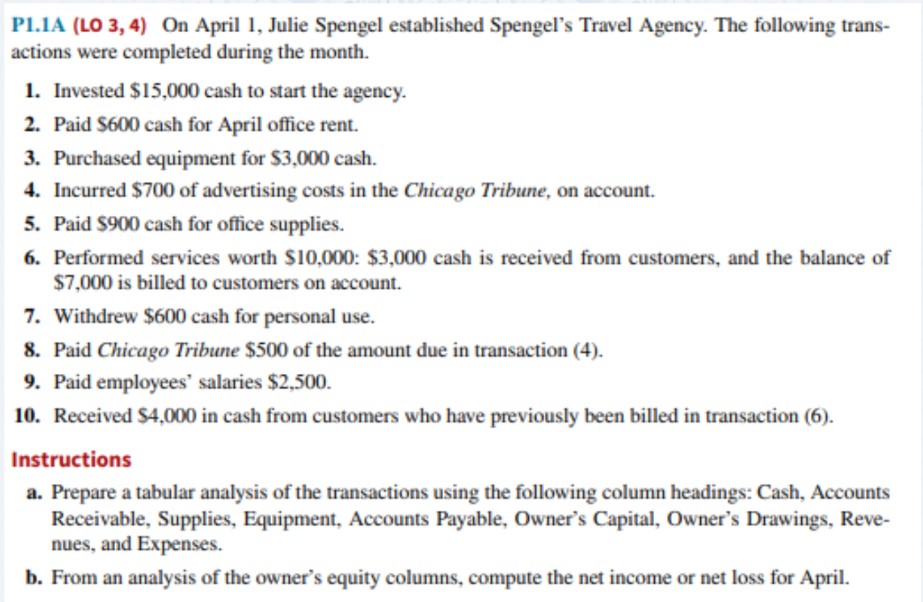 P1.1A (LO 3, 4) On April 1, Julie Spengel established Spengel's Travel Agency. The following trans-
actions were completed during the month.
1. Invested $15,000 cash to start the agency.
2. Paid $600 cash for April office rent.
3. Purchased equipment for $3,000 cash.
4. Incurred $700 of advertising costs in the Chicago Tribune, on account.
5. Paid $900 cash for office supplies.
6. Performed services worth $10,000: $3,000 cash is received from customers, and the balance of
$7,000 is billed to customers on account.
7. Withdrew $600 cash for personal use.
8. Paid Chicago Tribune $500 of the amount due in transaction (4).
9. Paid employees' salaries $2,500.
10. Received $4,000 in cash from customers who have previously been billed in transaction (6).
Instructions
a. Prepare a tabular analysis of the transactions using the following column headings: Cash, Accounts
Receivable, Supplies, Equipment, Accounts Payable, Owner's Capital, Owner's Drawings, Reve-
nues, and Expenses.
b. From an analysis of the owner's equity columns, compute the net income or net loss for April.